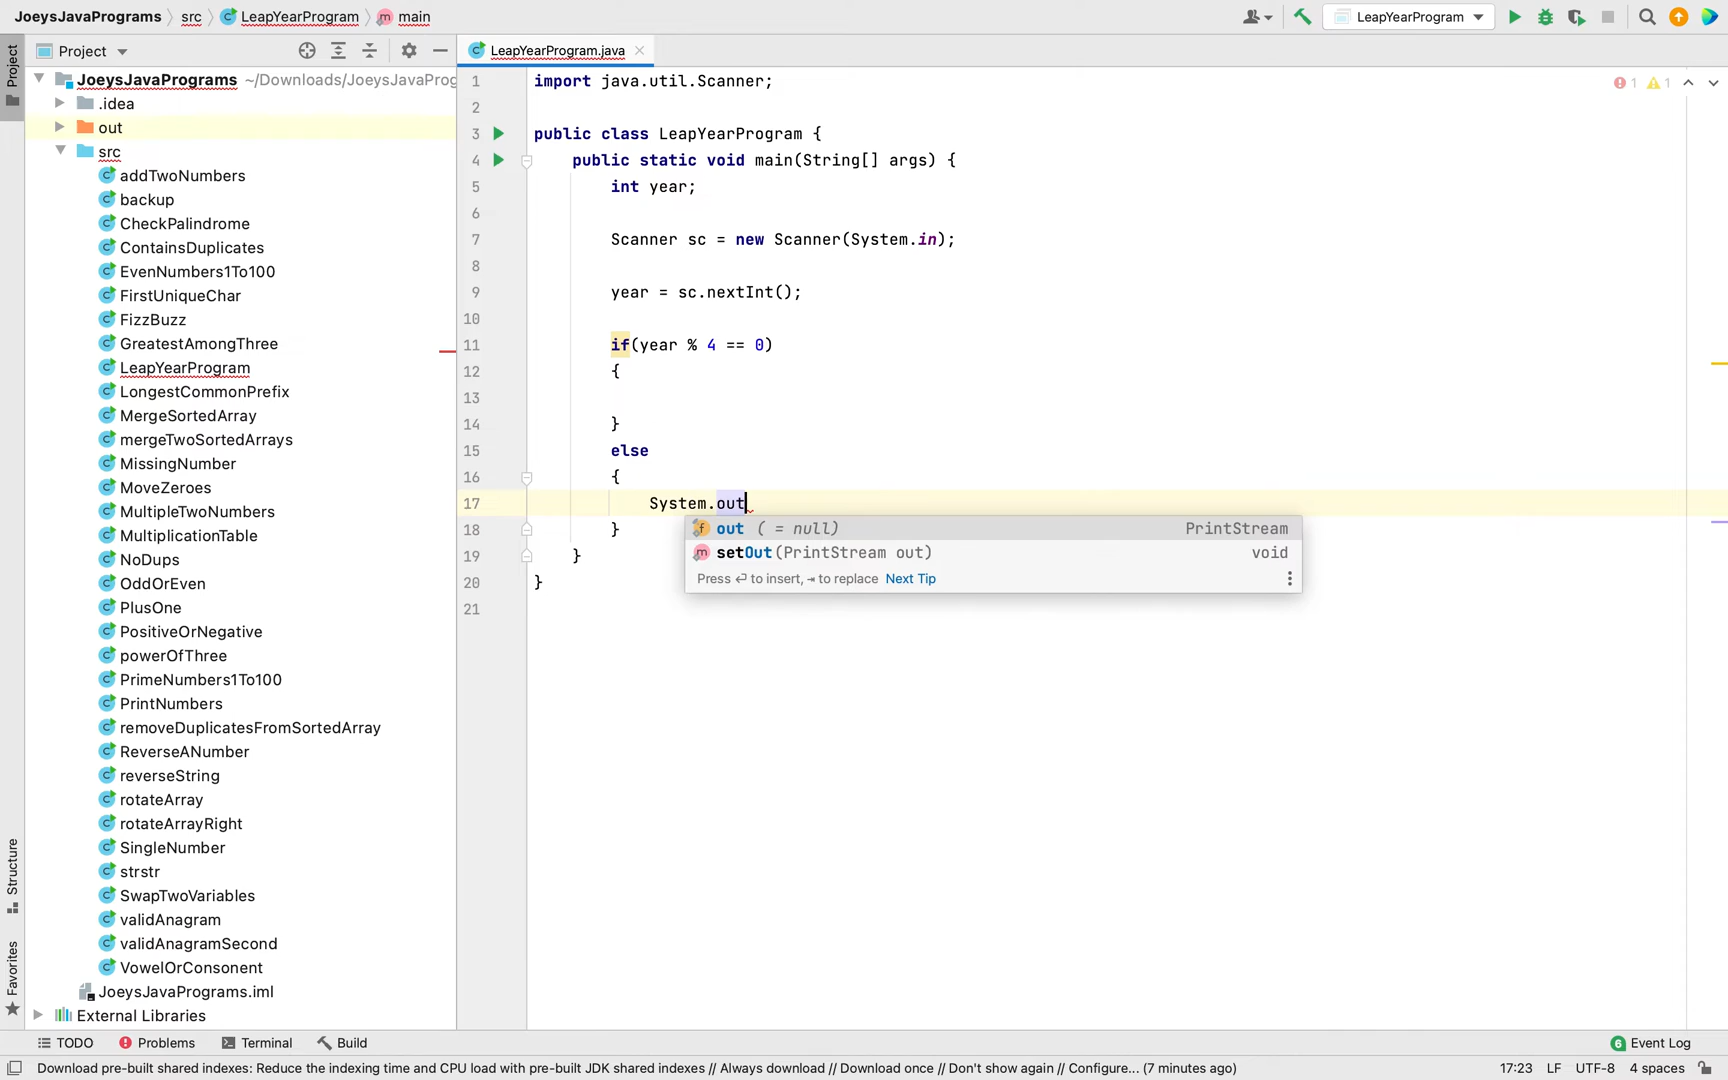 JoeysJavaPrograms src LeapYearProgram main
LeapYearProgram
Project
LeapYearProgram.java
Project
JoeysJavaPrograms ~/Downloads/JoeysJavaProg
.idea
out
src
addTwoNumbers
backup
CheckPalindrome
ContainsDuplicates
EvenNumbers1To100
FirstUniqueChar
FizzBuzz
GreatestAmongThree
LeapYearProgram
LongestCommonPrefix
MergeSortedArray
mergeTwoSortedArrays
MissingNumber
MoveZeroes
MultipleTwoNumbers
MultiplicationTable
NoDups
OddOrEven
PlusOne
PositiveOrNegative
powerOfThree
PrimeNumbers1To100
PrintNumbers
removeDuplicatesFromSortedArray
ReverseANumber
reverseString
rotateArray
rotateArrayRight
SingleNumber
strstr
SwapTwoVariables
validAnagram
validAnagramSecond
VowelOrConsonent
JoeysJavaPrograms.iml
External Libraries
Structure
Favorites
1 import java.util.Scanner;
2
3 public class LeapYearProgram {
4 public static void main(String[] args) {
5 int year;
6
7 Scanner sc = new Scanner(System.in);
8
9 year = sc.nextInt();
10
11 if(year % 4 == 0)
12 {
13
14 }
15 else
16 {
17 System.out
18 }
19 }
20 }
21
1 1
out ( = null) PrintStream
setOut(PrintStream out) void
Press ⏎ to insert, ⇥ to replace Next Tip
TODO Problems Terminal Build
6 Event Log
Download pre-built shared indexes: Reduce the indexing time and CPU load with pre-built JDK shared indexes // Always download // Download once // Don't show again // Configure... (7 minutes ago)
17:23 LF UTF-8 4 spaces